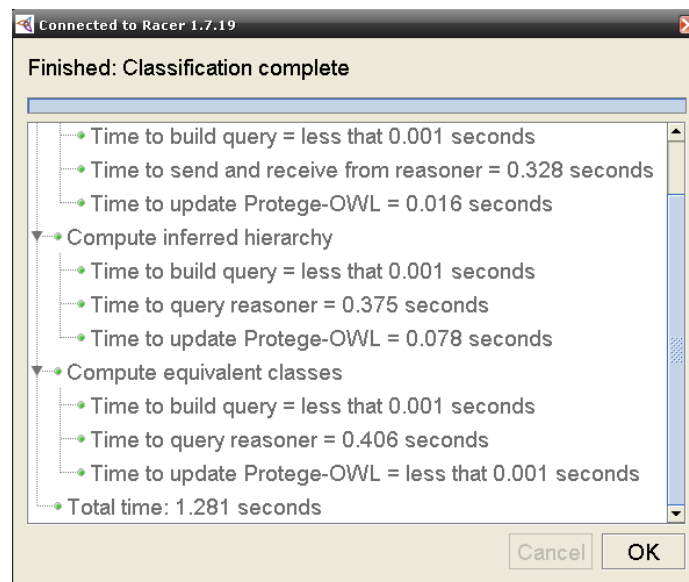 Connected to Racer 1.7.19
Finished: Classification complete
Time to build query = less that 0.001 seconds
Time to send and receive from reasoner = 0.328 seconds
Time to update Protege-OWL = 0.016 seconds
Compute inferred hierarchy
Time to build query = less that 0.001 seconds
Time to query reasoner = 0.375 seconds
Time to update Protege-OWL = 0.078 seconds
Compute equivalent classes
Time to build query = less that 0.001 seconds
Time to query reasoner = 0.406 seconds
Time to update Protege-OWL = less that 0.001 seconds
Total time: 1.281 seconds
Cancel OK